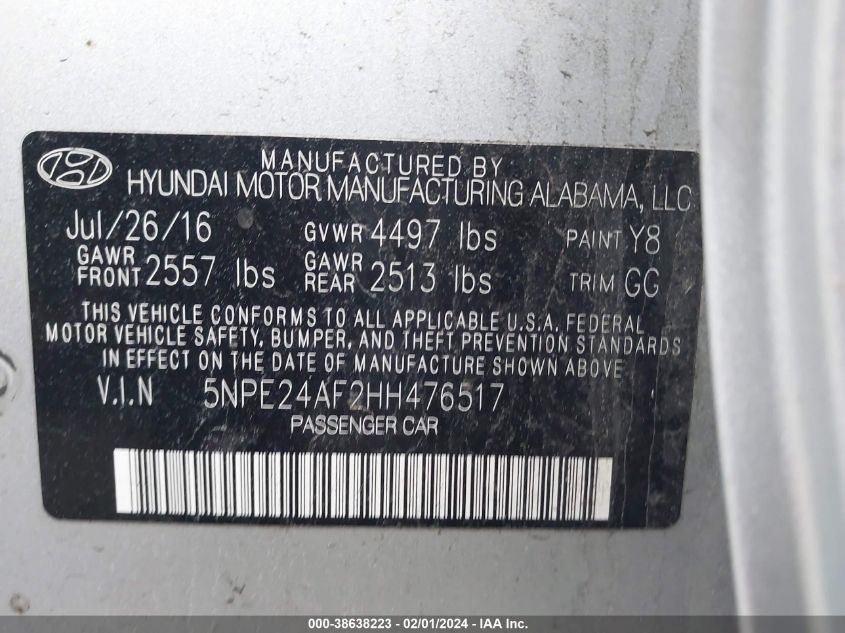 MANUFACTURED BY
HYUNDAI MOTOR MANUFACTURING ALABAMA, LLC
Jul/26/16 GVWR 4497 lbs PAINT Y8
GAWR FRONT 2557 lbs GAWR REAR 2513 lbs TRIM GG
THIS VEHICLE CONFORMS TO ALL APPLICABLE U.S.A. FEDERAL
MOTOR VEHICLE SAFETY, BUMPER, AND THEFT PREVENTION STANDARDS
IN EFFECT ON THE DATE OF MANUFACTURE SHOWN ABOVE.
V.I.N 5NPE24AF2HH476517
PASSENGER CAR
000-38638223 - 02/01/2024 - IAA Inc.